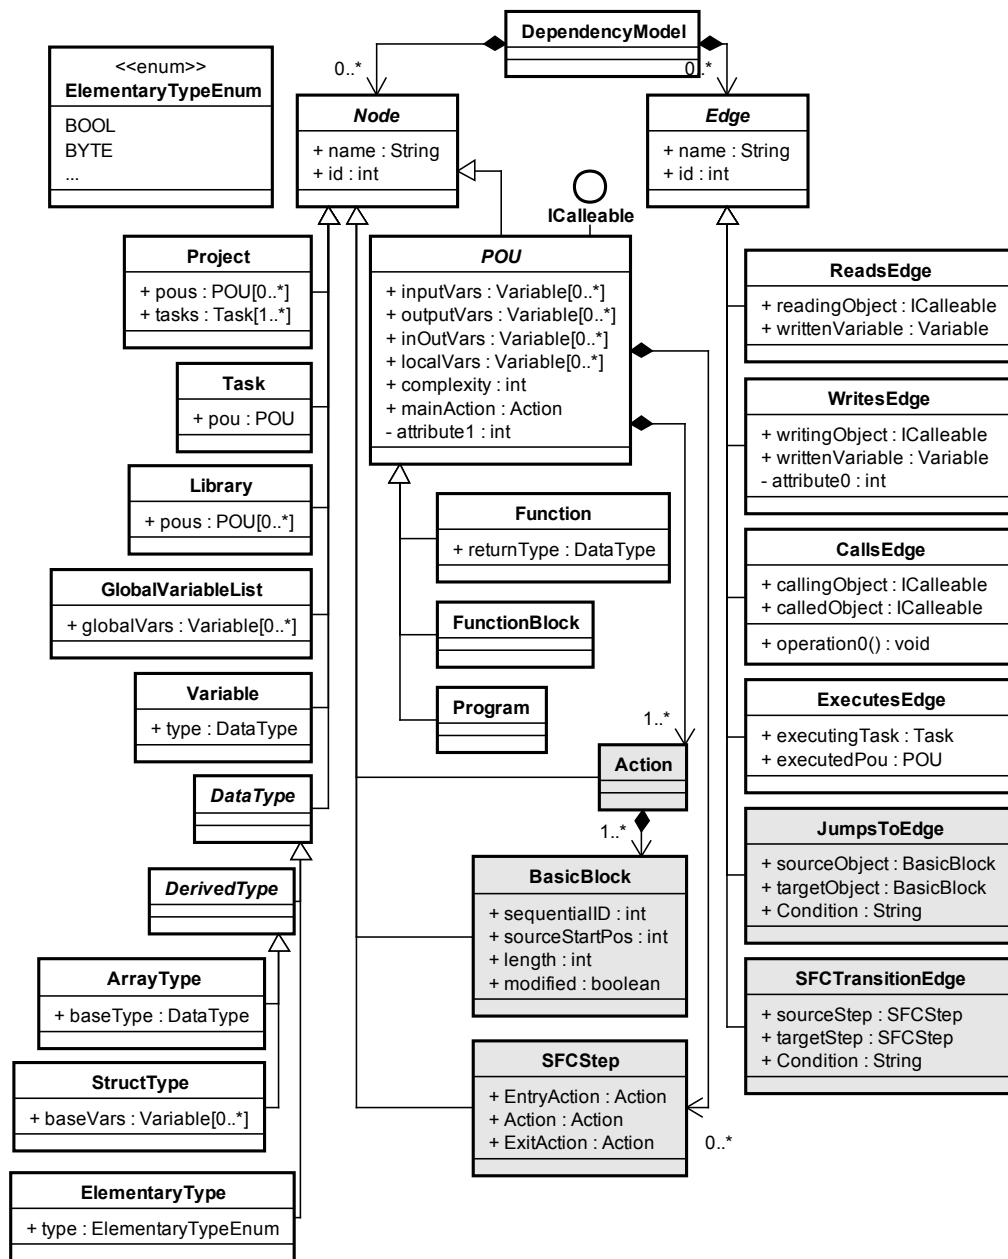 DependencyModel
<<enum>>
ElementaryTypeEnum
BOOL
BYTE
...
0..*
0..*
Node
+ name : String
+ id : int
Edge
+ name : String
+ id : int
ICalleable
Project
+ pous : POU[0..*]
+ tasks : Task[1..*]
Task
+ pou : POU
Library
+ pous : POU[0..*]
GlobalVariableList
+ globalVars : Variable[0..*]
Variable
+ type : DataType
DataType
DerivedType
ArrayType
+ baseType : DataType
StructType
+ baseVars : Variable[0..*]
ElementaryType
+ type : ElementaryTypeEnum
POU
+ inputVars : Variable[0..*]
+ outputVars : Variable[0..*]
+ inOutVars : Variable[0..*]
+ localVars : Variable[0..*]
+ complexity : int
+ mainAction : Action
- attribute1 : int
Function
+ returnType : DataType
FunctionBlock
Program
1..*
Action
1..*
BasicBlock
+ sequentialID : int
+ sourceStartPos : int
+ length : int
+ modified : boolean
SFCStep
+ EntryAction : Action
+ Action : Action
+ ExitAction : Action
0..*
ReadsEdge
+ readingObject : ICalleable
+ writtenVariable : Variable
WritesEdge
+ writingObject : ICalleable
+ writtenVariable : Variable
- attribute0 : int
CallsEdge
+ callingObject : ICalleable
+ calledObject : ICalleable
+ operation0() : void
ExecutesEdge
+ executingTask : Task
+ executedPou : POU
JumpsToEdge
+ sourceObject : BasicBlock
+ targetObject : BasicBlock
+ Condition : String
SFCTransitionEdge
+ sourceStep : SFCStep
+ targetStep : SFCStep
+ Condition : String